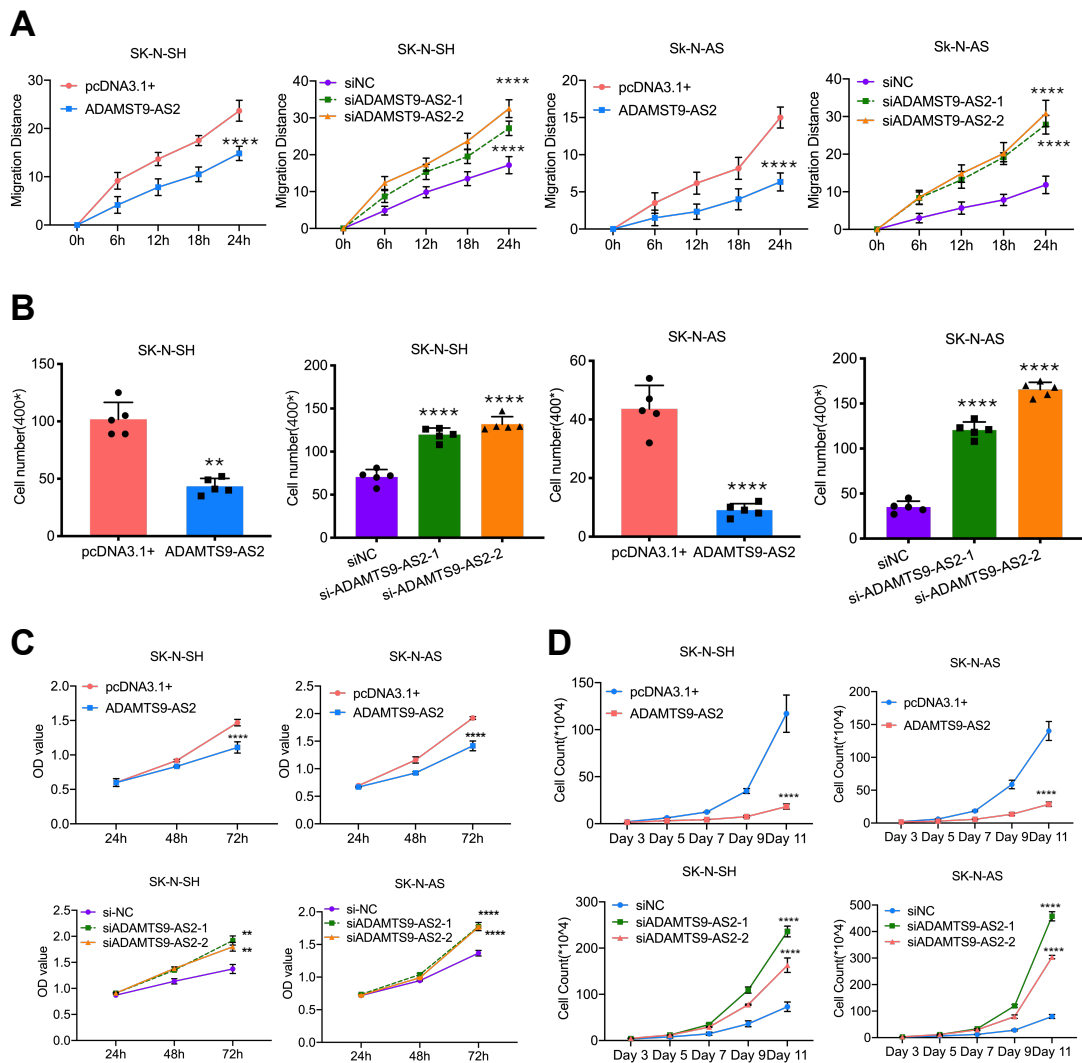 A
SK-N-SH
pcDNA3.1+
ADAMST9-AS2
Migration Distance
30
20
10
0
****
0h 6h 12h 18h 24h
SK-N-SH
siNC
siADAMST9-AS2-1
siADAMST9-AS2-2
Migration Distance
40
30
20
10
0
****
****
0h 6h 12h 18h 24h
Sk-N-AS
pcDNA3.1+
ADAMST9-AS2
Migration Distance
20
15
10
5
0
****
0h 6h 12h 18h 24h
Sk-N-AS
siNC
siADAMST9-AS2-1
siADAMST9-AS2-2
Migration Distance
40
30
20
10
0
****
****
0h 6h 12h 18h 24h
B
SK-N-SH
Cell number(400*)
150
100
50
0
**
pcDNA3.1+ ADAMTS9-AS2
SK-N-SH
Cell number(400*)
200
150
100
50
0
****
****
siNC
si-ADAMTS9-AS2-1
si-ADAMTS9-AS2-2
SK-N-AS
Cell number(400*)
60
40
20
0
****
pcDNA3.1+ ADAMTS9-AS2
SK-N-AS
Cell number(400*)
200
150
100
50
0
****
****
siNC
si-ADAMTS9-AS2-1
si-ADAMTS9-AS2-2
C
SK-N-SH
pcDNA3.1+
ADAMTS9-AS2
OD value
2.0
1.5
1.0
0.5
0.0
****
24h 48h 72h
SK-N-AS
pcDNA3.1+
ADAMTS9-AS2
OD value
2.5
2.0
1.5
1.0
0.5
0.0
****
24h 48h 72h
SK-N-SH
si-NC
siADAMTS9-AS2-1
siADAMTS9-AS2-2
OD value
2.5
2.0
1.5
1.0
0.5
0.0
**
**
24h 48h 72h
SK-N-AS
si-NC
siADAMTS9-AS2-1
siADAMTS9-AS2-2
OD value
2.0
1.5
1.0
0.5
0.0
****
****
24h 48h 72h
D
SK-N-SH
pcDNA3.1+
ADAMTS9-AS2
Cell Count(*10^4)
150
100
50
0
****
Day 3 Day 5 Day 7 Day 9 Day 11
SK-N-AS
pcDNA3.1+
ADAMTS9-AS2
Cell Count(*10^4)
200
150
100
50
0
****
Day 3 Day 5 Day 7 Day 9 Day 11
SK-N-SH
siNC
siADAMTS9-AS2-1
siADAMTS9-AS2-2
Cell Count(*10^4)
300
200
100
0
****
****
Day 3 Day 5 Day 7 Day 9 Day 11
SK-N-AS
siNC
siADAMTS9-AS2-1
siADAMTS9-AS2-2
Cell Count(*10^4)
500
400
300
200
100
0
****
****
Day 3 Day 5 Day 7 Day 9 Day 11